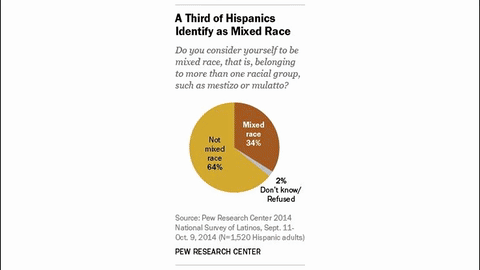 A Third of Hispanics
Identify as Mixed Race
Do you consider yourself to be
mixed race, that is, belonging
to more than one racial group,
such as mestizo or mulatto?
Mixed
race
34%
Not
mixed
race
64%
2%
Don't know/
Refused
Source: Pew Research Center 2014
National Survey of Latinos, Sept. 11-
Oct. 9, 2014 (N=1,520 Hispanic adults)
PEW RESEARCH CENTER